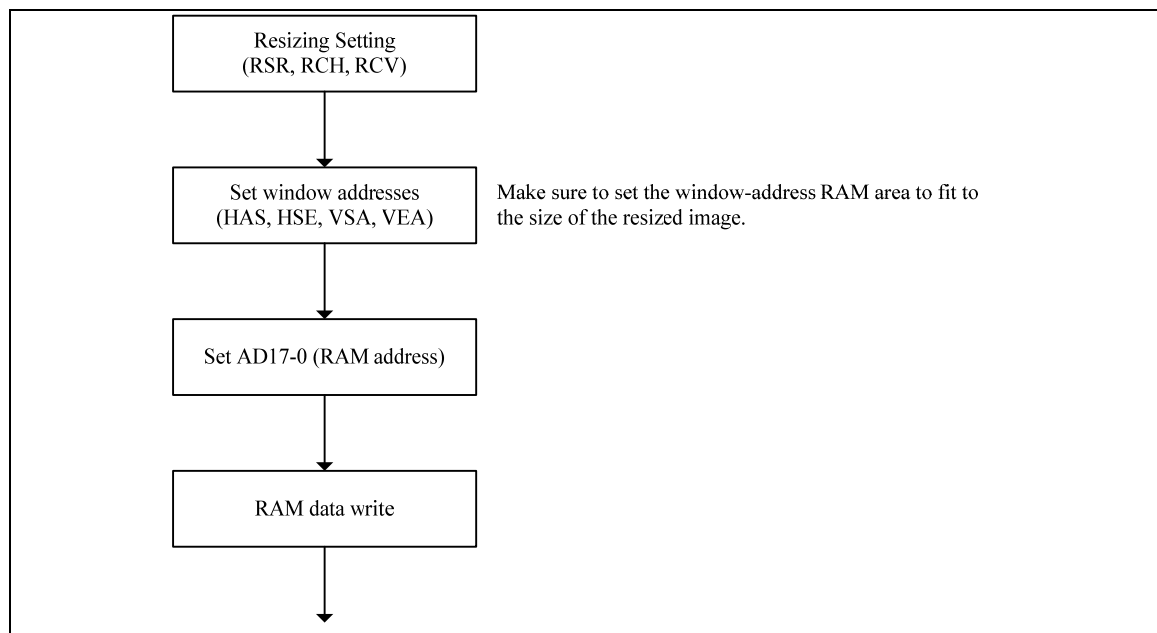 Resizing Setting
(RSR, RCH, RCV)
Set window addresses
(HAS, HSE, VSA, VEA)
Make sure to set the window-address RAM area to fit to
the size of the resized image.
Set AD17-0 (RAM address)
RAM data write